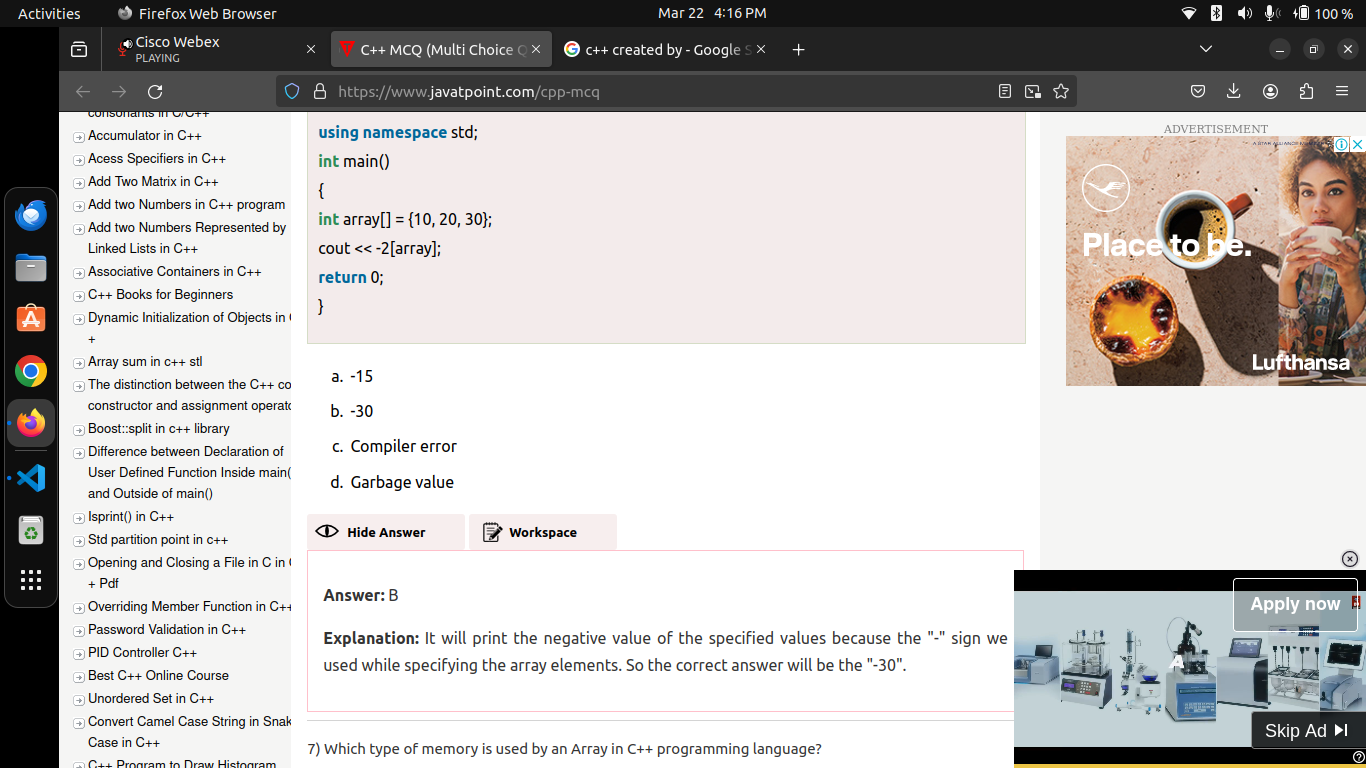 Activities
Firefox Web Browser
Mar 22 4:16 PM
100 %
Cisco Webex
PLAYING
C++ MCQ (Multi Choice Q
c++ created by - Google S
https://www.javatpoint.com/cpp-mcq
consonants in C/C++
Accumulator in C++
Acess Specifiers in C++
Add Two Matrix in C++
Add two Numbers in C++ program
Add two Numbers Represented by
Linked Lists in C++
Associative Containers in C++
C++ Books for Beginners
Dynamic Initialization of Objects in
+
Array sum in c++ stl
The distinction between the C++ co
constructor and assignment operato
Boost::split in c++ library
Difference between Declaration of
User Defined Function Inside main(
and Outside of main()
Isprint() in C++
Std partition point in c++
Opening and Closing a File in C in
+ Pdf
Overriding Member Function in C++
Password Validation in C++
PID Controller C++
Best C++ Online Course
Unordered Set in C++
Convert Camel Case String in Snak
Case in C++
C++ Program to Draw Histogram
using namespace std;
int main()
{
int array[] = {10, 20, 30};
cout << -2[array];
return 0;
}
a. -15
b. -30
c. Compiler error
d. Garbage value
Hide Answer
Workspace
Answer: B
Explanation: It will print the negative value of the specified values because the "-" sign we
used while specifying the array elements. So the correct answer will be the "-30".
7) Which type of memory is used by an Array in C++ programming language?
ADVERTISEMENT
A STAR ALLIANCE
Place to be.
Lufthansa
Apply now
A
Skip Ad